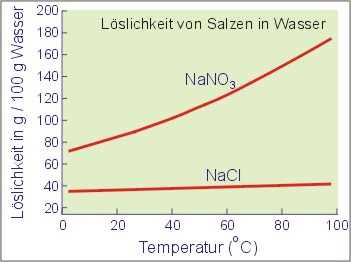 Löslichkeit von Salzen in Wasser
Löslichkeit in g / 100 g Wasser
200
180
160
140
120
100
80
60
40
20
NaNO₃
NaCl
0 20 40 60 80 100
Temperatur (°C)